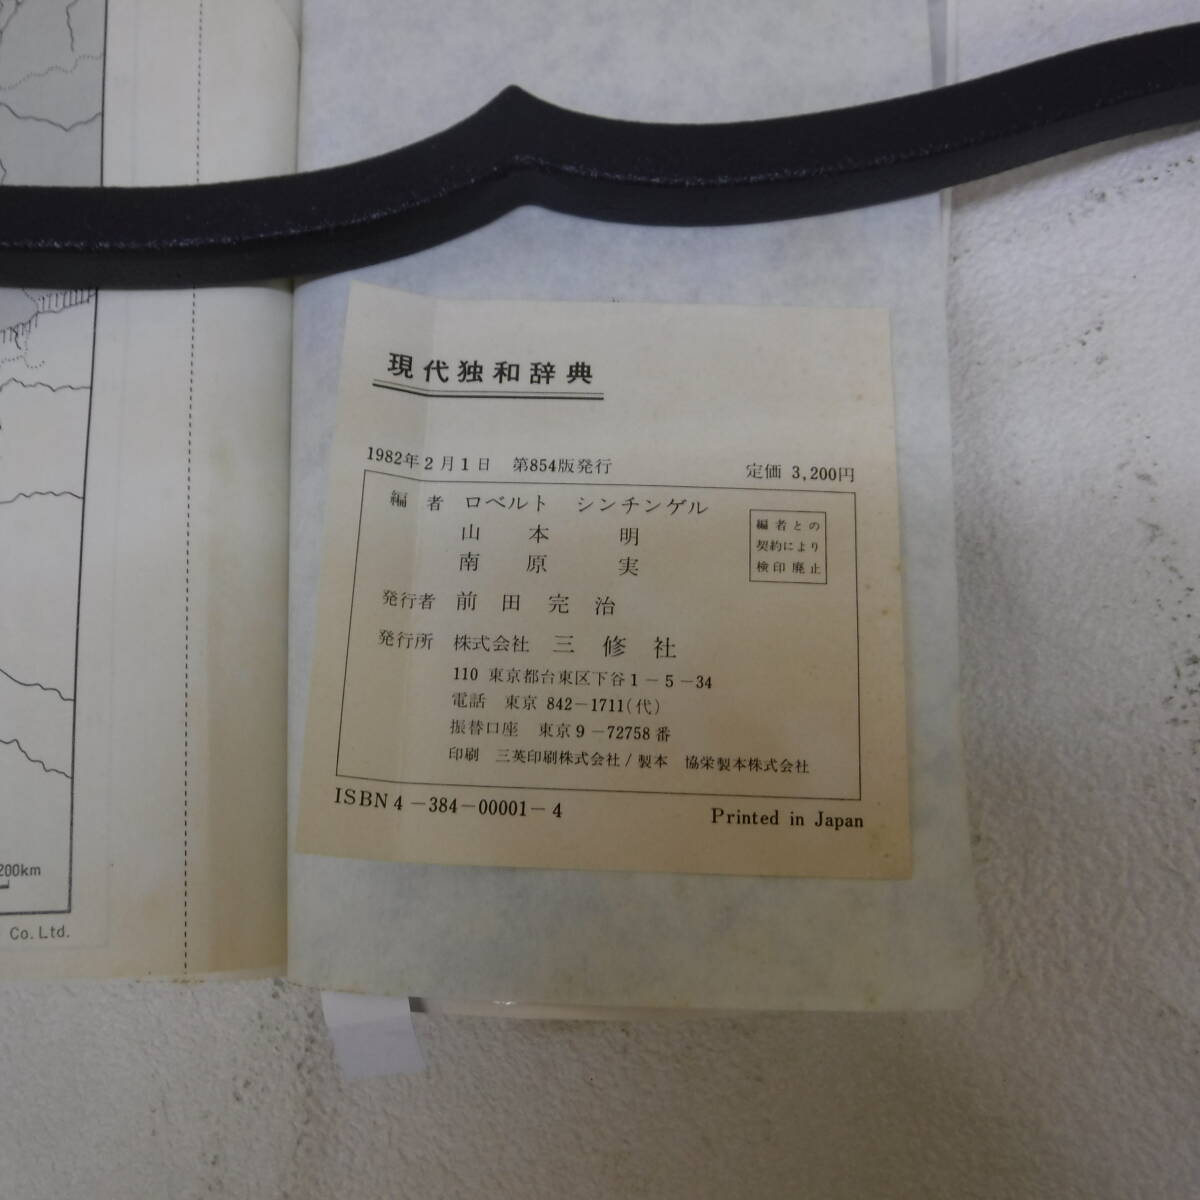 現代独和辞典
1982年2月1日 第854版発行 定価 3,200円
編者 ロベルト シンチンゲル
山本 明
南原 実
編者との
契約により
検印廃止
発行者 前田完治
発行所 株式会社 三修社
110 東京都台東区下谷1-5-34
電話 東京 842-1711(代)
振替口座 東京9-72758番
印刷 三英印刷株式会社/製本 協栄製本株式会社
ISBN4-384-00001-4 Printed in Japan
200km
Co. Ltd.